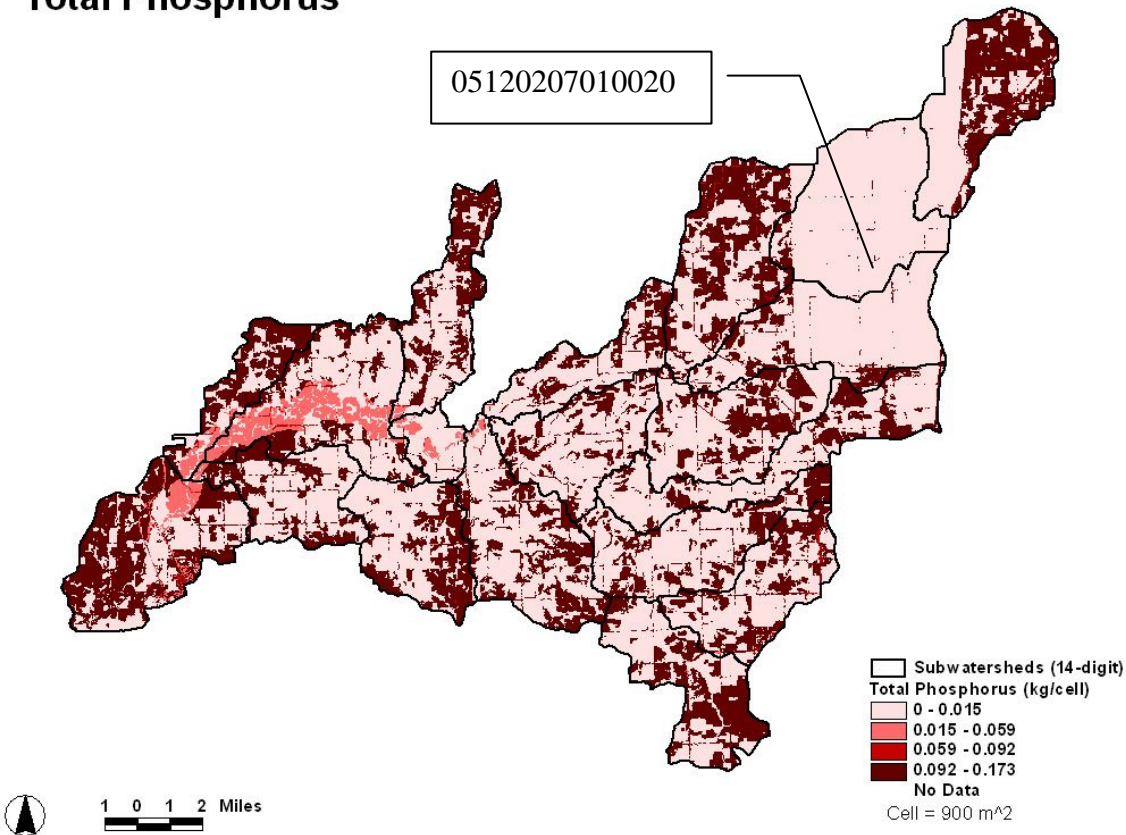 Total Phosphorus
05120207010020
Subwatersheds (14-digit)
Total Phosphorus (kg/cell)
0 - 0.015
0.015 - 0.059
0.059 - 0.092
0.092 - 0.173
No Data
Cell = 900 m^2
1 0 1 2 Miles